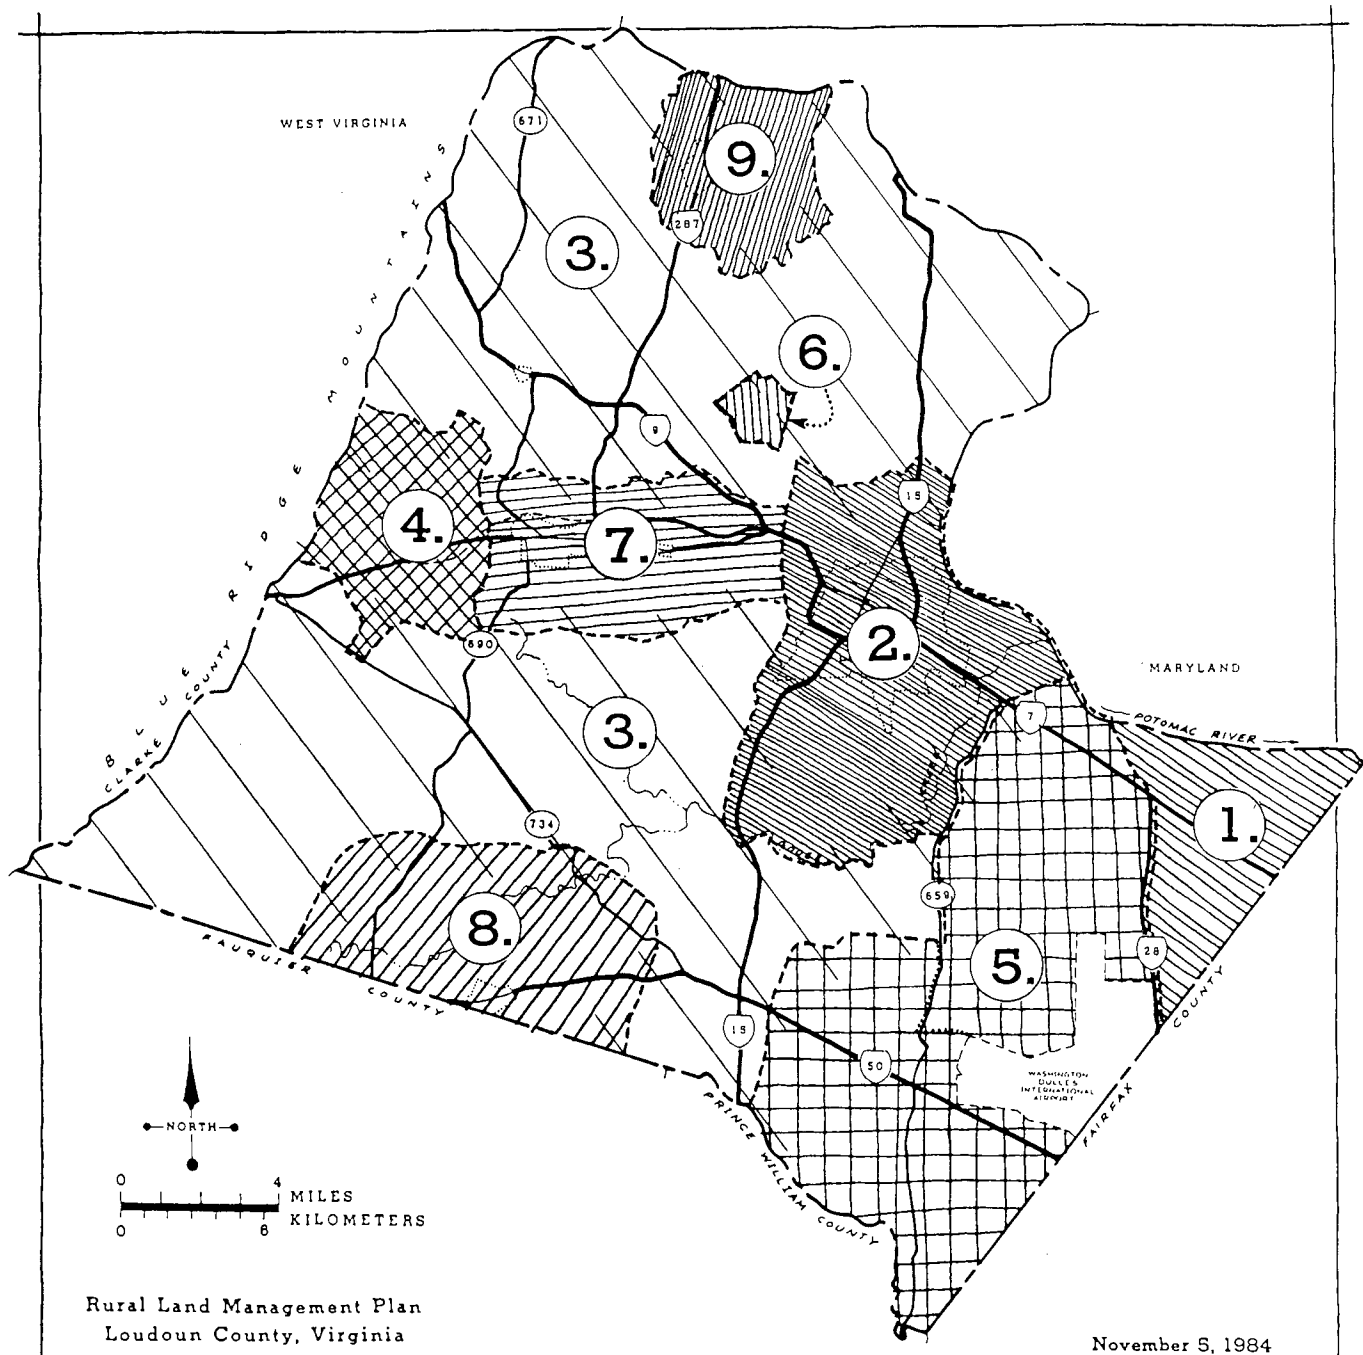 WEST VIRGINIA
671
9.
287
3.
6.
9
15
4.
7.
2.
690
BLUE RIDGE MOUNTAINS
CLARKE COUNTY
MARYLAND
7
POTOMAC RIVER
3.
1.
734
659
8.
5.
28
FAUQUIER COUNTY
15
50
WASHINGTON
DULLES
INTERNATIONAL
AIRPORT
FAIRFAX COUNTY
PRINCE WILLIAM COUNTY
NORTH
0 4
MILES
KILOMETERS
0 6
Rural Land Management Plan
Loudoun County, Virginia
November 5, 1984